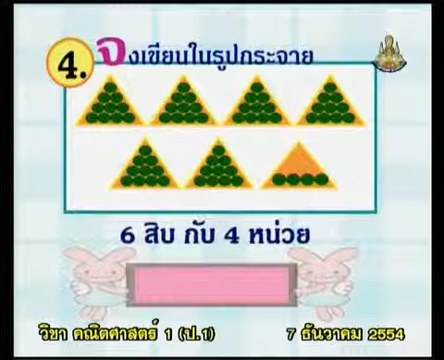 4. จงเขียนในรูปกระจาย
6 สิบ กับ 4 หน่วย
วิชา คณิตศาสตร์ 1 (ป.1) 7 ธันวาคม 2554